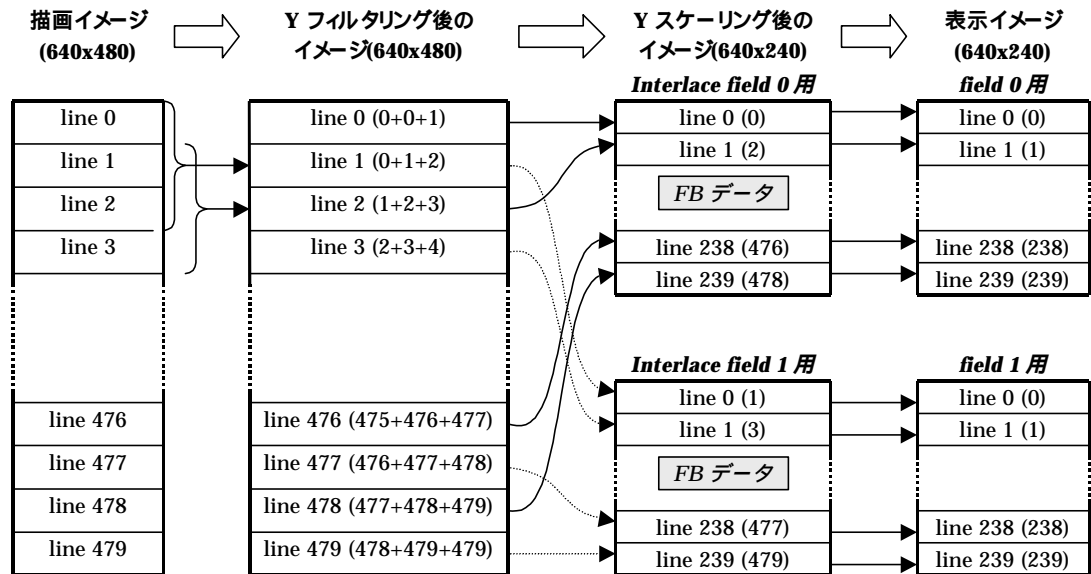 描画イメージ
(640x480)
Y フィルタリング後の
イメージ(640x480)
Y スケーリング後の
イメージ(640x240)
表示イメージ
(640x240)
line 0
line 1
line 2
line 3
line 476
line 477
line 478
line 479
line 0 (0+0+1)
line 1 (0+1+2)
line 2 (1+2+3)
line 3 (2+3+4)
line 476 (475+476+477)
line 477 (476+477+478)
line 478 (477+478+479)
line 479 (478+479+479)
Interlace field 0 用
line 0 (0)
line 1 (2)
FB データ
line 238 (476)
line 239 (478)
Interlace field 1 用
line 0 (1)
line 1 (3)
FB データ
line 238 (477)
line 239 (479)
field 0 用
line 0 (0)
line 1 (1)
line 238 (238)
line 239 (239)
field 1 用
line 0 (0)
line 1 (1)
line 238 (238)
line 239 (239)